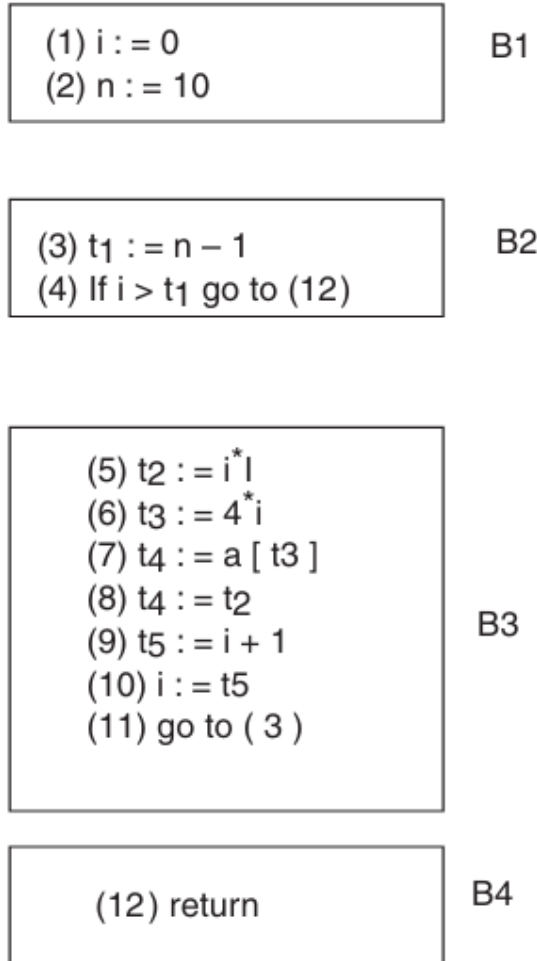 (1) i : = 0
(2) n : = 10
B1
(3) t1 : = n – 1
(4) If i > t1 go to (12)
B2
(5) t2 : = i*I
(6) t3 : = 4*i
(7) t4 : = a [ t3 ]
(8) t4 : = t2
(9) t5 : = i + 1
(10) i : = t5
(11) go to ( 3 )
B3
(12) return
B4